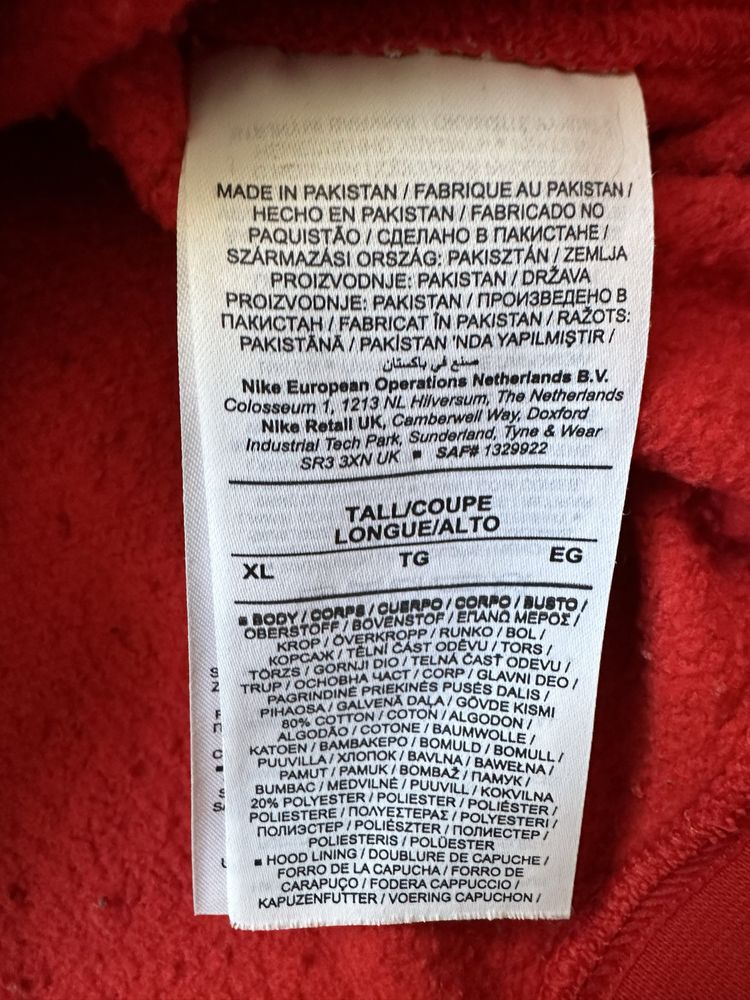 MADE IN PAKISTAN / FABRIQUE AU PAKISTAN /
HECHO EN PAKISTAN / FABRICADO NO
PAQUISTÃO / СДЕЛАНО В ПАКИСТАНЕ /
SZÁRMAZÁSI ORSZÁG: PAKISZTÁN / ZEMLJA
PROIZVODNJE: PAKISTAN / DRŽAVA
PROIZVODNJE: PAKISTAN / ПРОИЗВЕДЕНО В
ПАКИСТАН / FABRICAT ÎN PAKISTAN / RAŽOTS:
PAKISTĀNĀ / PAKİSTAN 'NDA YAPILMIŞTIR /
صنع في باكستان
Nike European Operations Netherlands B.V.
Colosseum 1, 1213 NL Hilversum, The Netherlands
Nike Retail UK, Camberwell Way, Doxford
Industrial Tech Park, Sunderland, Tyne & Wear
SR3 3XN UK ▪ SAF# 1329922
TALL/COUPE
LONGUE/ALTO
XL TG EG
▪ BODY / CORPS / CUERPO / CORPO / BUSTO /
OBERSTOFF / BOVENSTOF / ΕΠΑΝΩ ΜΕΡΟΣ /
KROP / ÖVERKROPP / RUNKO / BOL /
КОРСАЖ / TĚLNÍ ČÁST ODĚVU / TORS /
TÖRZS / GORNJI DIO / TELNÁ ČASŤ ODEVU /
TRUP / ОСНОВНА ЧАСТ / CORP / GLAVNI DEO /
PAGRINDINĖ PRIEKINĖS PUSĖS DALIS /
PIHAOSA / GALVENĀ DAĻA / GÖVDE KISMI
80% COTTON / COTON / ALGODON /
ALGODÃO / COTONE / BAUMWOLLE /
KATOEN / ΒΑΜΒΑΚΕΡΟ / BOMULD / BOMULL /
PUUVILLA / ХЛОПОК / BAVLNA / BAWEŁNA /
PAMUT / PAMUK / BOMBAŽ / ПАМУК /
BUMBAC / MEDVILNĖ / PUUVILL / KOKVILNA
20% POLYESTER / POLIESTER / POLIÉSTER /
POLIESTERE / ΠΟΛΥΕΣΤΕΡΑΣ / POLYESTERI /
ПОЛИЭСТЕР / POLIÉSZTER / ПОЛИЕСТЕР /
POLIESTERIS / POLÜESTER
▪ HOOD LINING / DOUBLURE DE CAPUCHE /
FORRO DE LA CAPUCHA / FORRO DE
CARAPUÇO / FODERA CAPPUCCIO /
KAPUZENFUTTER / VOERING CAPUCHON /